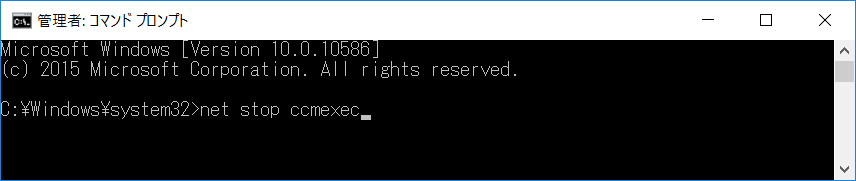 管理者: コマンド プロンプト
Microsoft Windows [Version 10.0.10586]
(c) 2015 Microsoft Corporation. All rights reserved.
C:¥Windows¥system32>net stop ccmexec